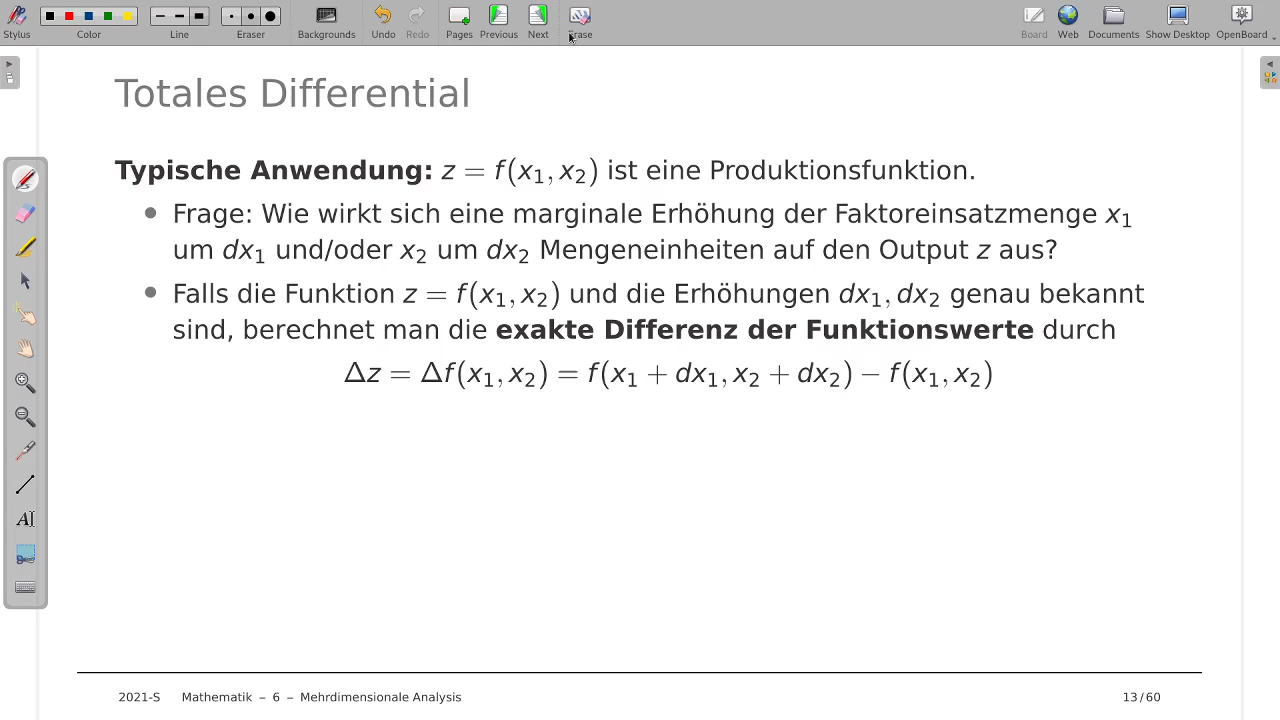 Stylus Color Line Eraser Backgrounds Undo Redo Pages Previous Next Erase Board Web Documents Show Desktop OpenBoard
Totales Differential
Typische Anwendung: z = f(x₁, x₂) ist eine Produktionsfunktion.
• Frage: Wie wirkt sich eine marginale Erhöhung der Faktoreinsatzmenge x₁
um dx₁ und/oder x₂ um dx₂ Mengeneinheiten auf den Output z aus?
• Falls die Funktion z = f(x₁, x₂) und die Erhöhungen dx₁, dx₂ genau bekannt
sind, berechnet man die exakte Differenz der Funktionswerte durch
Δz = Δf(x₁, x₂) = f(x₁ + dx₁, x₂ + dx₂) − f(x₁, x₂)
AI
2021-S Mathematik – 6 – Mehrdimensionale Analysis 13/60